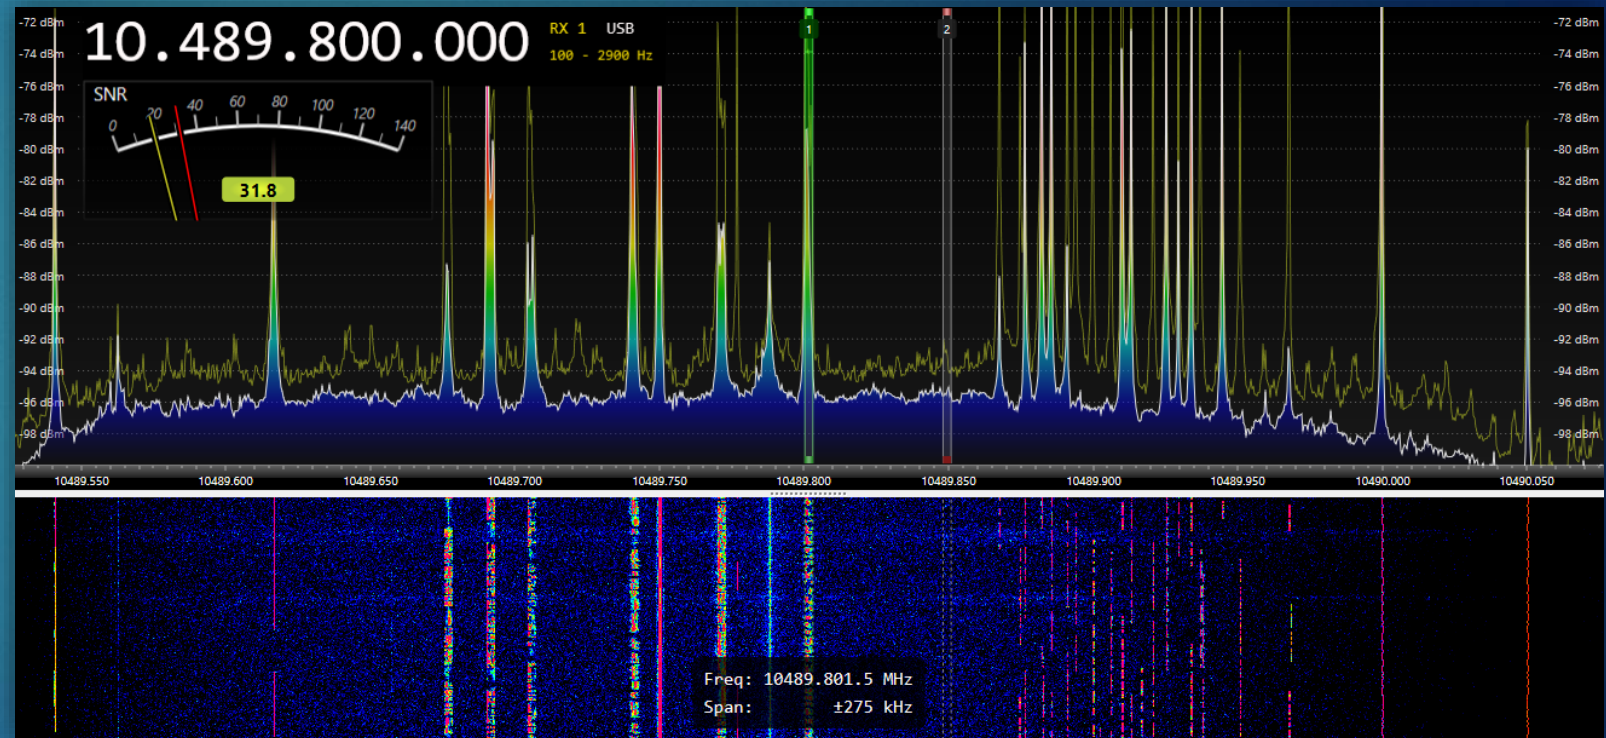 -72 dBm
-74 dBm
-76 dBm
-78 dBm
-80 dBm
-82 dBm
-84 dBm
-86 dBm
-88 dBm
-90 dBm
-92 dBm
-94 dBm
-96 dBm
-98 dBm
10.489.800.000
RX 1 USB
100 - 2900 Hz
SNR
0 20 40 60 80 100 120 140
31.8
1
2
-72 dBm
-74 dBm
-76 dBm
-78 dBm
-80 dBm
-82 dBm
-84 dBm
-86 dBm
-88 dBm
-90 dBm
-92 dBm
-94 dBm
-96 dBm
-98 dBm
10489.550 10489.600 10489.650 10489.700 10489.750 10489.800 10489.850 10489.900 10489.950 10490.000 10490.050
Freq: 10489.801.5 MHz
Span: ±275 kHz